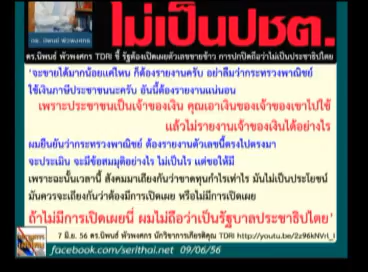 ไม่เป็นปชต.
ดร. นิพนธ์ พัวพงศกร
ดร.นิพนธ์ พัวพงศกร TDRI ชี้ รัฐต้องเปิดเผยตัวเลขขายข้าว การปกปิดถือว่าไม่เป็นประชาธิปไตย
'จะขายได้มากน้อยแค่ไหน ก็ต้องรายงานครับ อย่าลืมว่ากระทรวงพาณิชย์
ใช้เงินภาษีประชาชนนะครับ อันนี้ต้องรายงานแน่นอน
เพราะประชาชนเป็นเจ้าของเงิน คุณเอาเงินของเจ้าของเขาไปใช้
แล้วไม่รายงานเจ้าของเงินได้อย่างไร
ผมยืนยันว่ากระทรวงพาณิชย์ ต้องรายงานตัวเลขนี้ตรงไปตรงมา
จะประเมิน จะมีข้อสมมุติอย่างไร ไม่เป็นไร แต่ขอให้มี
เพราะฉะนั้นเวลานี้ สังคมมาเถียงกันว่าขาดทุนเท่าไร มันไม่เป็นประโยชน์
มันควรจะเถียงกันว่าต้องมีการเปิดเผย หรือไม่มีการเปิดเผย
ถ้าไม่มีการเปิดเผยนี่ ผมไม่ถือว่าเป็นรัฐบาลประชาธิปไตย'
7 มิ.ย. 56 ดร.นิพนธ์ พัวพงศกร นักวิชาการเกียรติคุณ TDRI
facebook.com/serithai.net 09/06/56